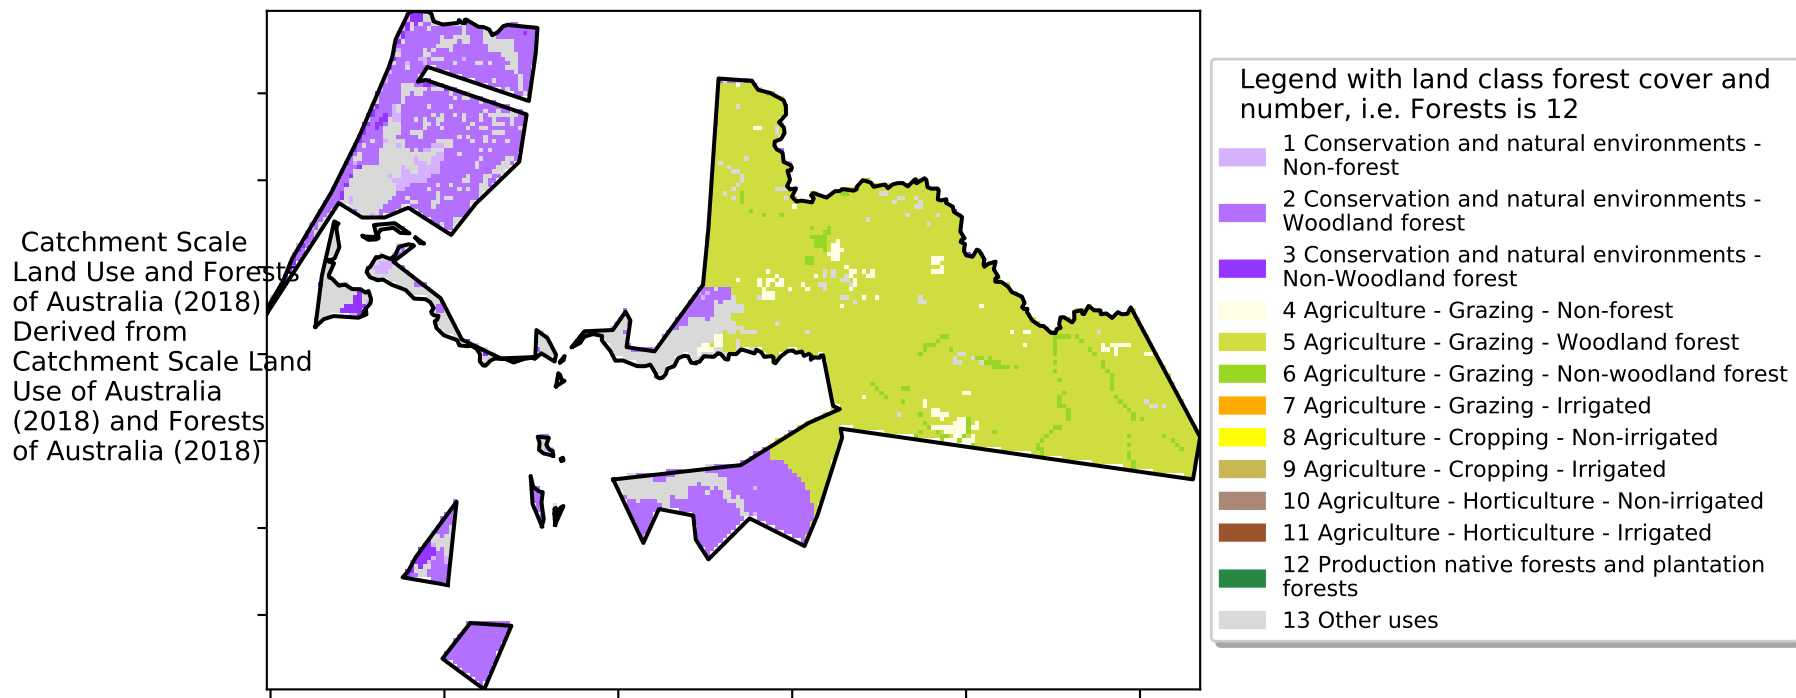 Catchment Scale
Land Use and Forests
of Australia (2018)
Derived from
Catchment Scale Land
Use of Australia
(2018) and Forests
of Australia (2018)
Legend with land class forest cover and
number, i.e. Forests is 12
1 Conservation and natural environments -
Non-forest
2 Conservation and natural environments -
Woodland forest
3 Conservation and natural environments -
Non-Woodland forest
4 Agriculture - Grazing - Non-forest
5 Agriculture - Grazing - Woodland forest
6 Agriculture - Grazing - Non-woodland forest
7 Agriculture - Grazing - Irrigated
8 Agriculture - Cropping - Non-irrigated
9 Agriculture - Cropping - Irrigated
10 Agriculture - Horticulture - Non-irrigated
11 Agriculture - Horticulture - Irrigated
12 Production native forests and plantation
forests
13 Other uses